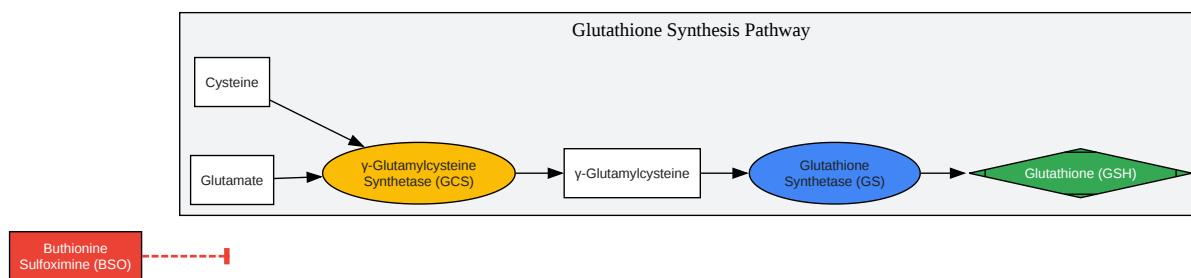 Glutathione Synthesis Pathway
Cysteine
Glutamate
γ-Glutamylcysteine
Synthetase (GCS)
γ-Glutamylcysteine
Glutathione
Synthetase (GS)
Glutathione (GSH)
Buthionine
Sulfoximine (BSO)